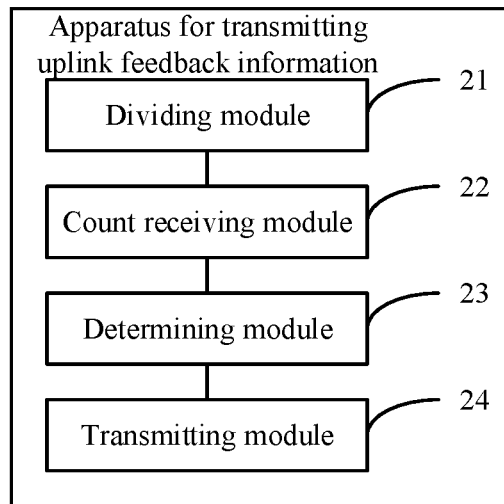 Apparatus for transmitting
uplink feedback information
21
Dividing module
22
Count receiving module
23
Determining module
24
Transmitting module